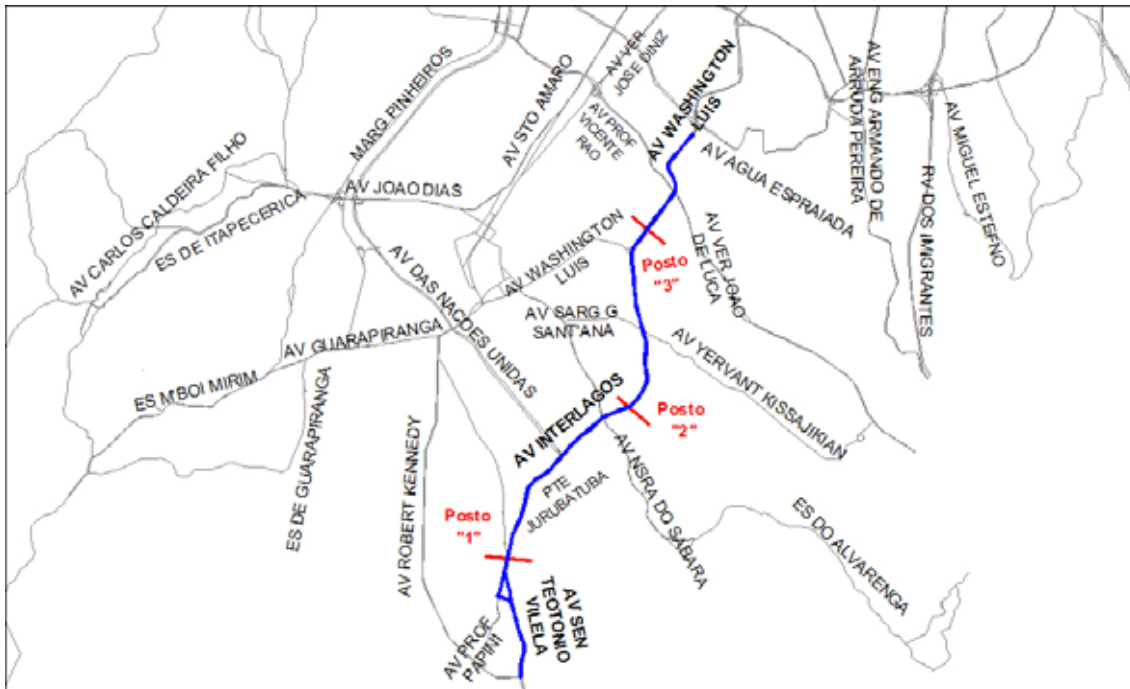 AV VER
JOSE DINIZ
AV WASHINGTON
LUIS
AV ENG ARMANDO DE
ARRUDA PEREIRA
MARG PINHEIROS
AV STO AMARO
AV PROF
VICENTE
RAO
AV MIGUEL ESTEFNO
AV CARLOS CALDEIRA FILHO
AV JOAO DIAS
AV AGUA ESPRAIADA
RV DOS IMIGRANTES
ES DE ITAPECERICA
AV WASHINGTON
LUIS
AV VER JOAO
DE LUCA
Posto
"3"
AV DAS NACOES UNIDAS
AV SARG G
SANT'ANA
AV GUARAPIRANGA
AV YERVANT KISSAJIKIAN
ES M'BOI MIRIM
AV INTERLAGOS
Posto
"2"
ES DE GUARAPIRANGA
AV ROBERT KENNEDY
AV NSRA DO SABARA
PTE
JURUBATUBA
Posto
"1"
ES DO ALVARENGA
AV SEN
TEOTONIO
VILELA
AV PROF
PAPINI